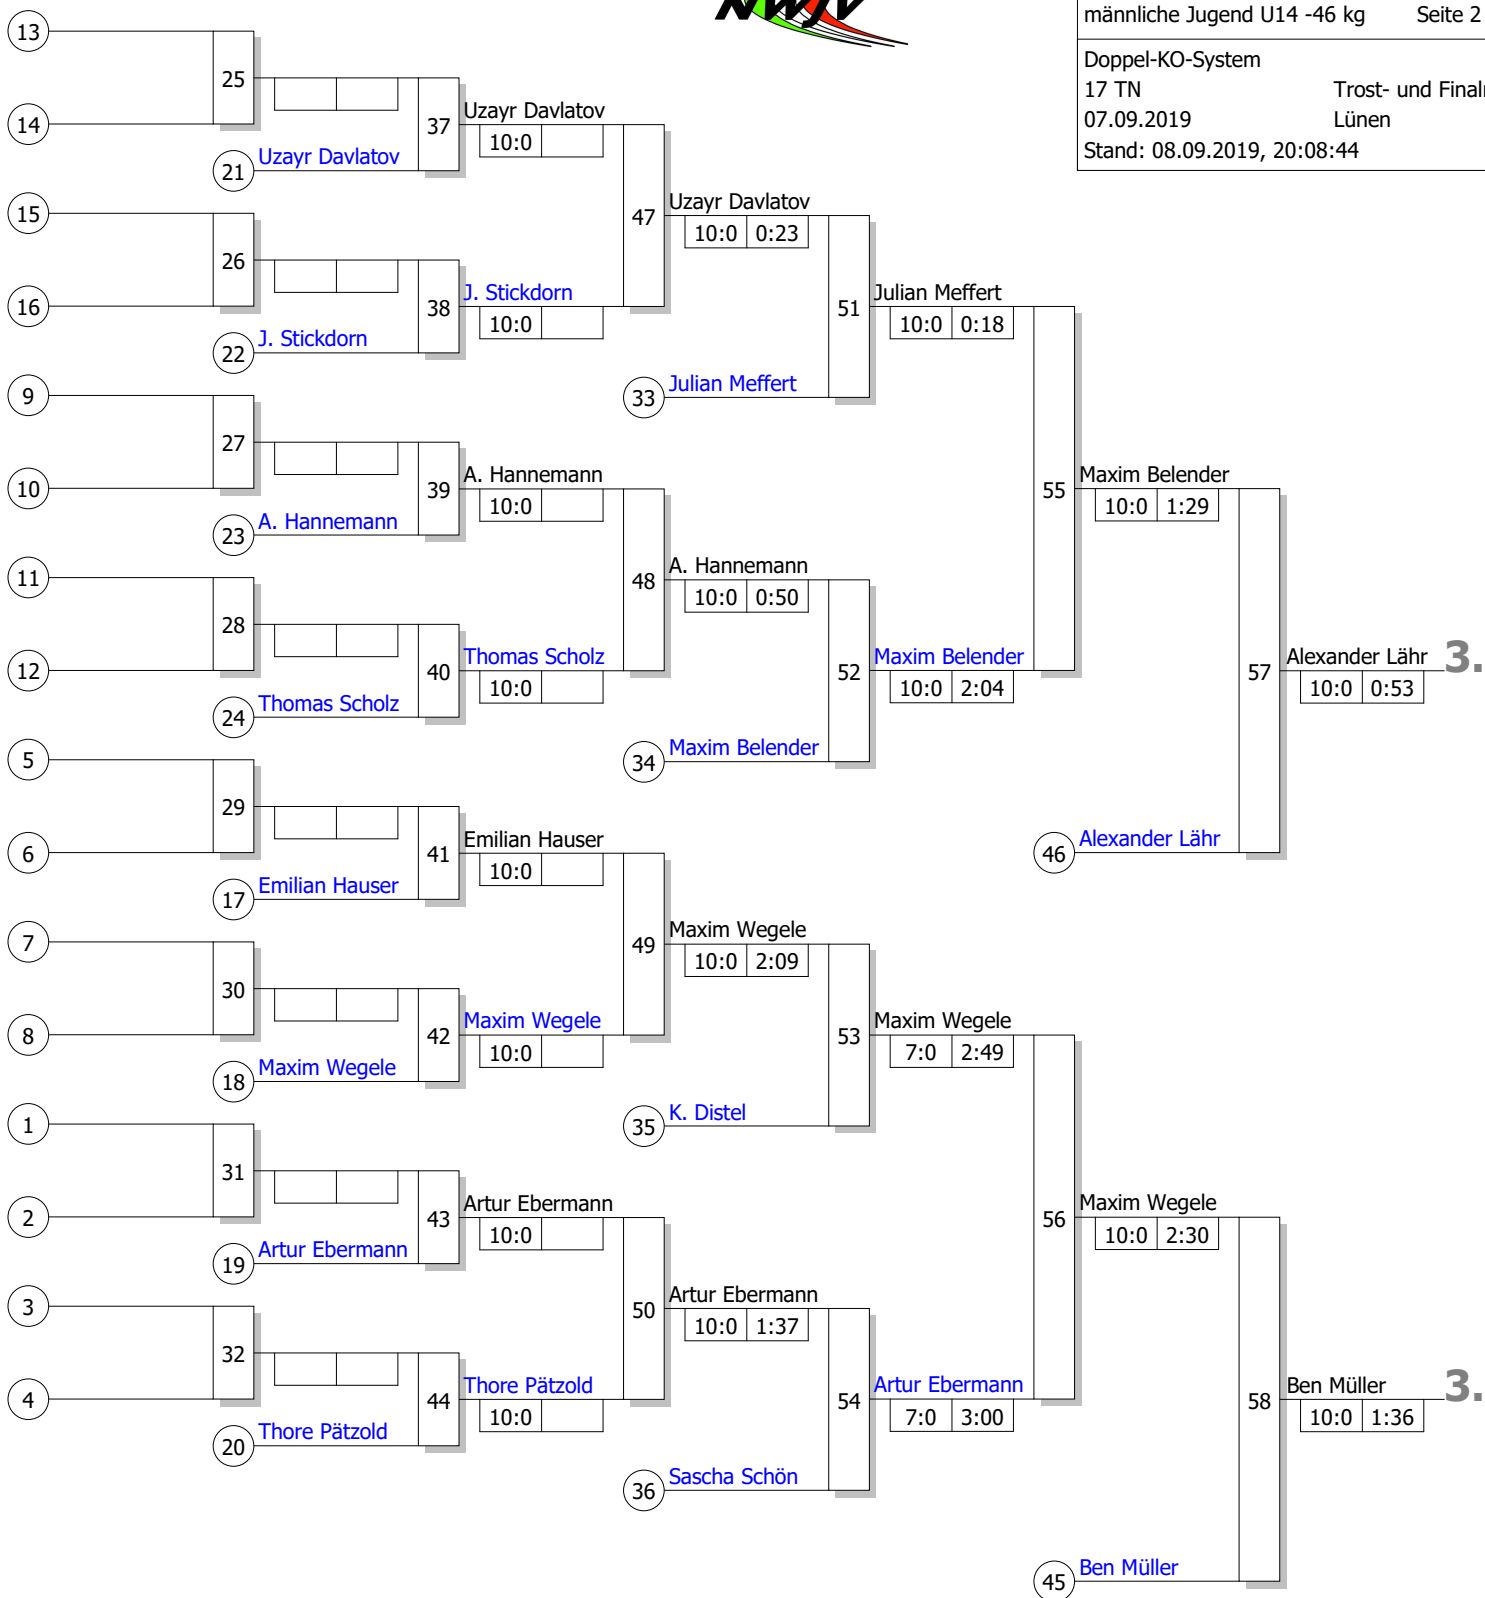 NWJV
männliche Jugend U14 -46 kg Seite 2
Doppel-KO-System
17 TN Trost- und Final
07.09.2019 Lünen
Stand: 08.09.2019, 20:08:44
13
25
14
37
Uzayr Davlatov
10:0
21
Uzayr Davlatov
47
Uzayr Davlatov
10:0 0:23
15
26
16
38
J. Stickdorn
10:0
22
J. Stickdorn
51
Julian Meffert
10:0 0:18
33
Julian Meffert
9
27
10
39
A. Hannemann
10:0
23
A. Hannemann
55
Maxim Belender
10:0 1:29
48
A. Hannemann
10:0 0:50
11
28
12
40
Thomas Scholz
10:0
24
Thomas Scholz
52
Maxim Belender
10:0 2:04
34
Maxim Belender
57
Alexander Lähr 3.
10:0 0:53
46
Alexander Lähr
5
29
6
41
Emilian Hauser
10:0
17
Emilian Hauser
49
Maxim Wegele
10:0 2:09
7
30
8
42
Maxim Wegele
10:0
18
Maxim Wegele
53
Maxim Wegele
7:0 2:49
35
K. Distel
1
31
2
43
Artur Ebermann
10:0
19
Artur Ebermann
56
Maxim Wegele
10:0 2:30
50
Artur Ebermann
10:0 1:37
3
32
4
44
Thore Pätzold
10:0
20
Thore Pätzold
54
Artur Ebermann
7:0 3:00
36
Sascha Schön
58
Ben Müller 3.
10:0 1:36
45
Ben Müller